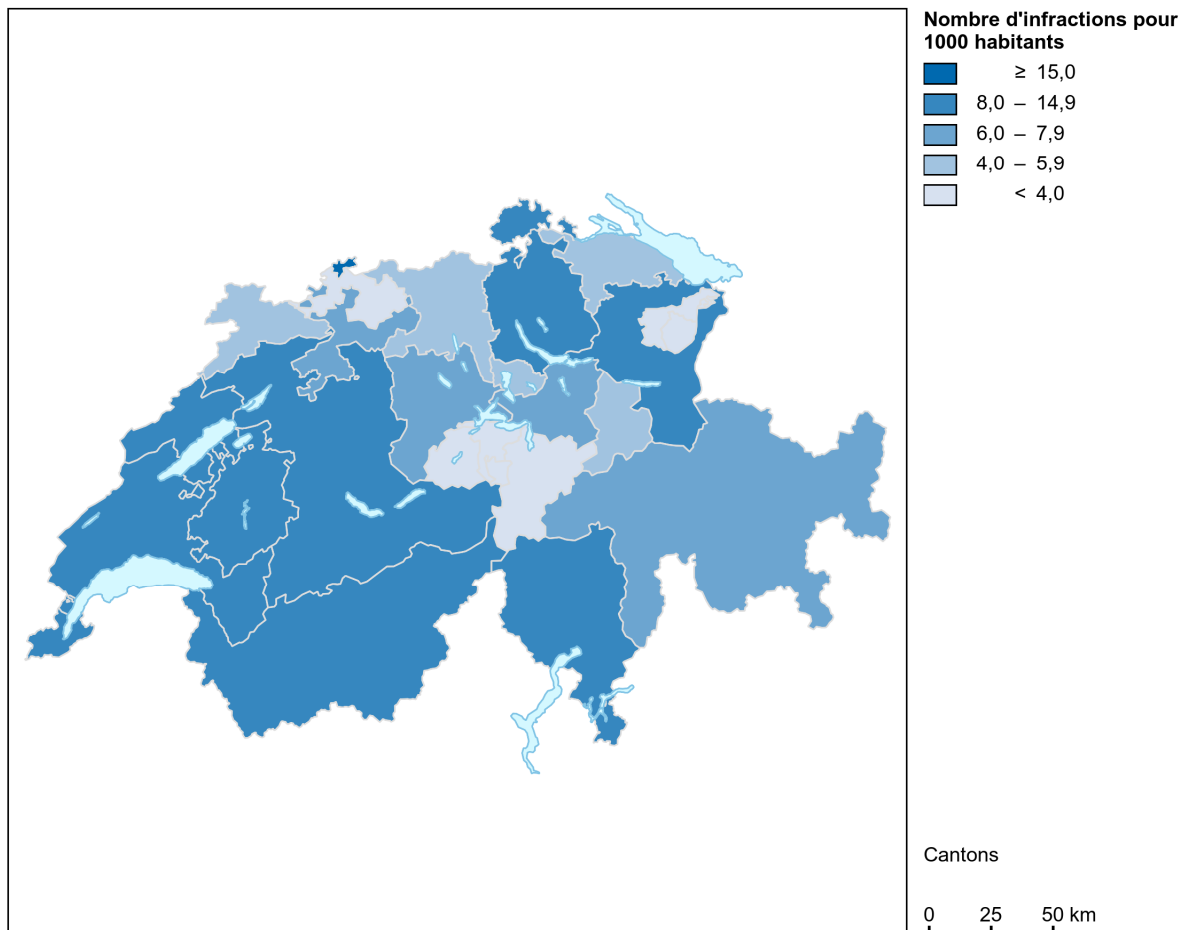 Nombre d'infractions pour
1000 habitants
≥ 15,0
8,0 – 14,9
6,0 – 7,9
4,0 – 5,9
< 4,0
Cantons
0 25 50 km